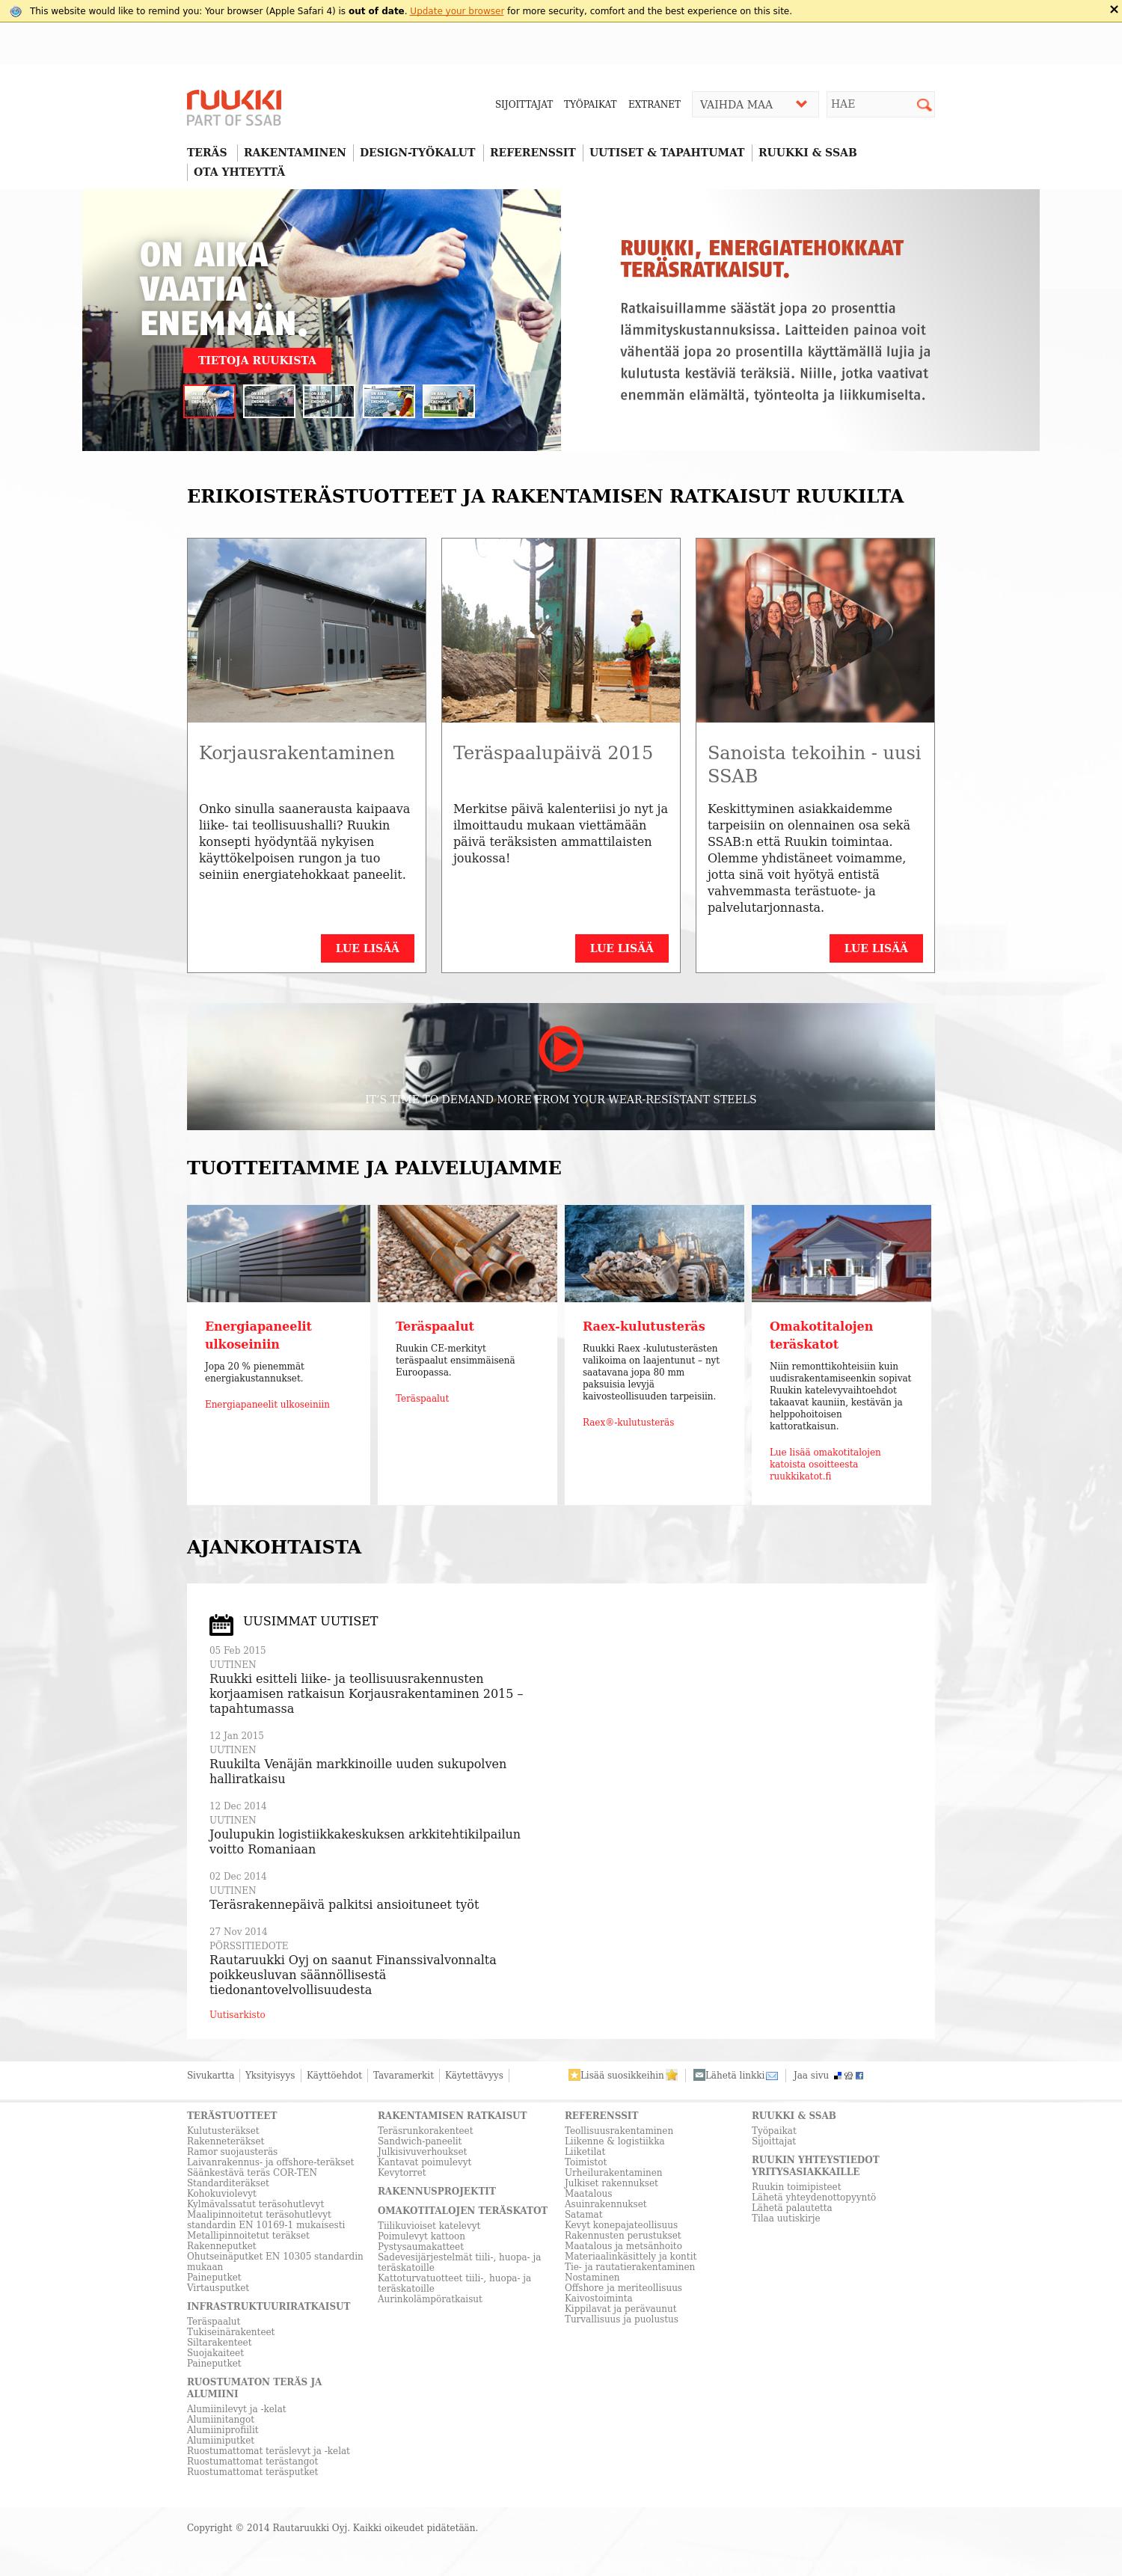 This website would like to remind you: Your browser (Apple Safari 4) is out of date. Update your browser for more security, comfort and the best experience on this site.
ruukki
PART OF SSAB
SIJOITTAJAT TYÖPAIKAT EXTRANET VAIHDA MAA HAE
TERÄS RAKENTAMINEN DESIGN-TYÖKALUT REFERENSSIT UUTISET & TAPAHTUMAT RUUKKI & SSAB
OTA YHTEYTTÄ
ON AIKA
VAATIA
ENEMMÄN.
TIETOJA RUUKISTA
RUUKKI, ENERGIATEHOKKAAT
TERÄSRATKAISUT.
Ratkaisuillamme säästät jopa 20 prosenttia
lämmityskustannuksissa. Laitteiden painoa voit
vähentää jopa 20 prosentilla käyttämällä lujia ja
kulutusta kestäviä teräksiä. Niille, jotka vaativat
enemmän elämältä, työnteolta ja liikkumiselta.
ERIKOISTERÄSTUOTTEET JA RAKENTAMISEN RATKAISUT RUUKILTA
Korjausrakentaminen
Onko sinulla saanerausta kaipaava
liike- tai teollisuushalli? Ruukin
konsepti hyödyntää nykyisen
käyttökelpoisen rungon ja tuo
seiniin energiatehokkaat paneelit.
LUE LISÄÄ
Teräspaalupäivä 2015
Merkitse päivä kalenteriisi jo nyt ja
ilmoittaudu mukaan viettämään
päivä teräksisten ammattilaisten
joukossa!
LUE LISÄÄ
Sanoista tekoihin - uusi
SSAB
Keskittyminen asiakkaidemme
tarpeisiin on olennainen osa sekä
SSAB:n että Ruukin toimintaa.
Olemme yhdistäneet voimamme,
jotta sinä voit hyötyä entistä
vahvemmasta terästuote- ja
palvelutarjonnasta.
LUE LISÄÄ
IT'S TIME TO DEMAND MORE FROM YOUR WEAR-RESISTANT STEELS
TUOTTEITAMME JA PALVELUJAMME
Energiapaneelit
ulkoseiniin
Jopa 20 % pienemmät
energiakustannukset.
Energiapaneelit ulkoseiniin
Teräspaalut
Ruukin CE-merkityt
teräspaalut ensimmäisenä
Euroopassa.
Teräspaalut
Raex-kulutusteräs
Ruukki Raex -kulutusterästen
valikoima on laajentunut – nyt
saatavana jopa 80 mm
paksuisia levyjä
kaivosteollisuuden tarpeisiin.
Raex®-kulutusteräs
Omakotitalojen
teräskatot
Niin remonttikohteisiin kuin
uudisrakentamiseenkin sopivat
Ruukin katelevyvaihtoehdot
takaavat kauniin, kestävän ja
helppohoitoisen
kattoratkaisun.
Lue lisää omakotitalojen
katoista osoitteesta
ruukkikatot.fi
AJANKOHTAISTA
UUSIMMAT UUTISET
05 Feb 2015
UUTINEN
Ruukki esitteli liike- ja teollisuusrakennusten
korjaamisen ratkaisun Korjausrakentaminen 2015 –
tapahtumassa
12 Jan 2015
UUTINEN
Ruukilta Venäjän markkinoille uuden sukupolven
halliratkaisu
12 Dec 2014
UUTINEN
Joulupukin logistiikkakeskuksen arkkitehtikilpailun
voitto Romaniaan
02 Dec 2014
UUTINEN
Teräsrakennepäivä palkitsi ansioituneet työt
27 Nov 2014
PÖRSSITIEDOTE
Rautaruukki Oyj on saanut Finanssivalvonnalta
poikkeusluvan säännöllisestä
tiedonantovelvollisuudesta
Uutisarkisto
Sivukartta Yksityisyys Käyttöehdot Tavaramerkit Käytettävyys Lisää suosikkeihin Lähetä linkki Jaa sivu
TERÄSTUOTTEET
Kulutusteräkset
Rakenneteräkset
Ramor suojausteräs
Laivanrakennus- ja offshore-teräkset
Säänkestävä teräs COR-TEN
Standarditeräkset
Kohokuviolevyt
Kylmävalssatut teräsohutlevyt
Maalipinnoitetut teräsohutlevyt
standardin EN 10169-1 mukaisesti
Metallipinnoitetut teräkset
Rakenneputket
Ohutseinäputket EN 10305 standardin
mukaan
Paineputket
Virtausputket
INFRASTRUKTUURIRATKAISUT
Teräspaalut
Tukiseinärakenteet
Siltarakenteet
Suojakaiteet
Paineputket
RUOSTUMATON TERÄS JA
ALUMIINI
Alumiinilevyt ja -kelat
Alumiinitangot
Alumiiniprofiilit
Alumiiniputket
Ruostumattomat teräslevyt ja -kelat
Ruostumattomat terästangot
Ruostumattomat teräsputket
RAKENTAMISEN RATKAISUT
Teräsrunkorakenteet
Sandwich-paneelit
Julkisivuverhoukset
Kantavat poimulevyt
Kevytorret
RAKENNUSPROJEKTIT
OMAKOTITALOJEN TERÄSKATOT
Tiilikuvioiset katelevyt
Poimulevyt kattoon
Pystysaumakatteet
Sadevesijärjestelmät tiili-, huopa- ja
teräskatoille
Kattoturvatuotteet tiili-, huopa- ja
teräskatoille
Aurinkolämpöratkaisut
REFERENSSIT
Teollisuusrakentaminen
Liikenne & logistiikka
Liiketilat
Toimistot
Urheilurakentaminen
Julkiset rakennukset
Maatalous
Asuinrakennukset
Satamat
Kevyt konepajateollisuus
Rakennusten perustukset
Maatalous ja metsänhoito
Materiaalinkäsittely ja kontit
Tie- ja rautatierakentaminen
Nostaminen
Offshore ja meriteollisuus
Kaivostoiminta
Kippilavat ja perävaunut
Turvallisuus ja puolustus
RUUKKI & SSAB
Työpaikat
Sijoittajat
RUUKIN YHTEYSTIEDOT
YRITYSASIAKKAILLE
Ruukin toimipisteet
Lähetä yhteydenottopyyntö
Lähetä palautetta
Tilaa uutiskirje
Copyright © 2014 Rautaruukki Oyj. Kaikki oikeudet pidätetään.